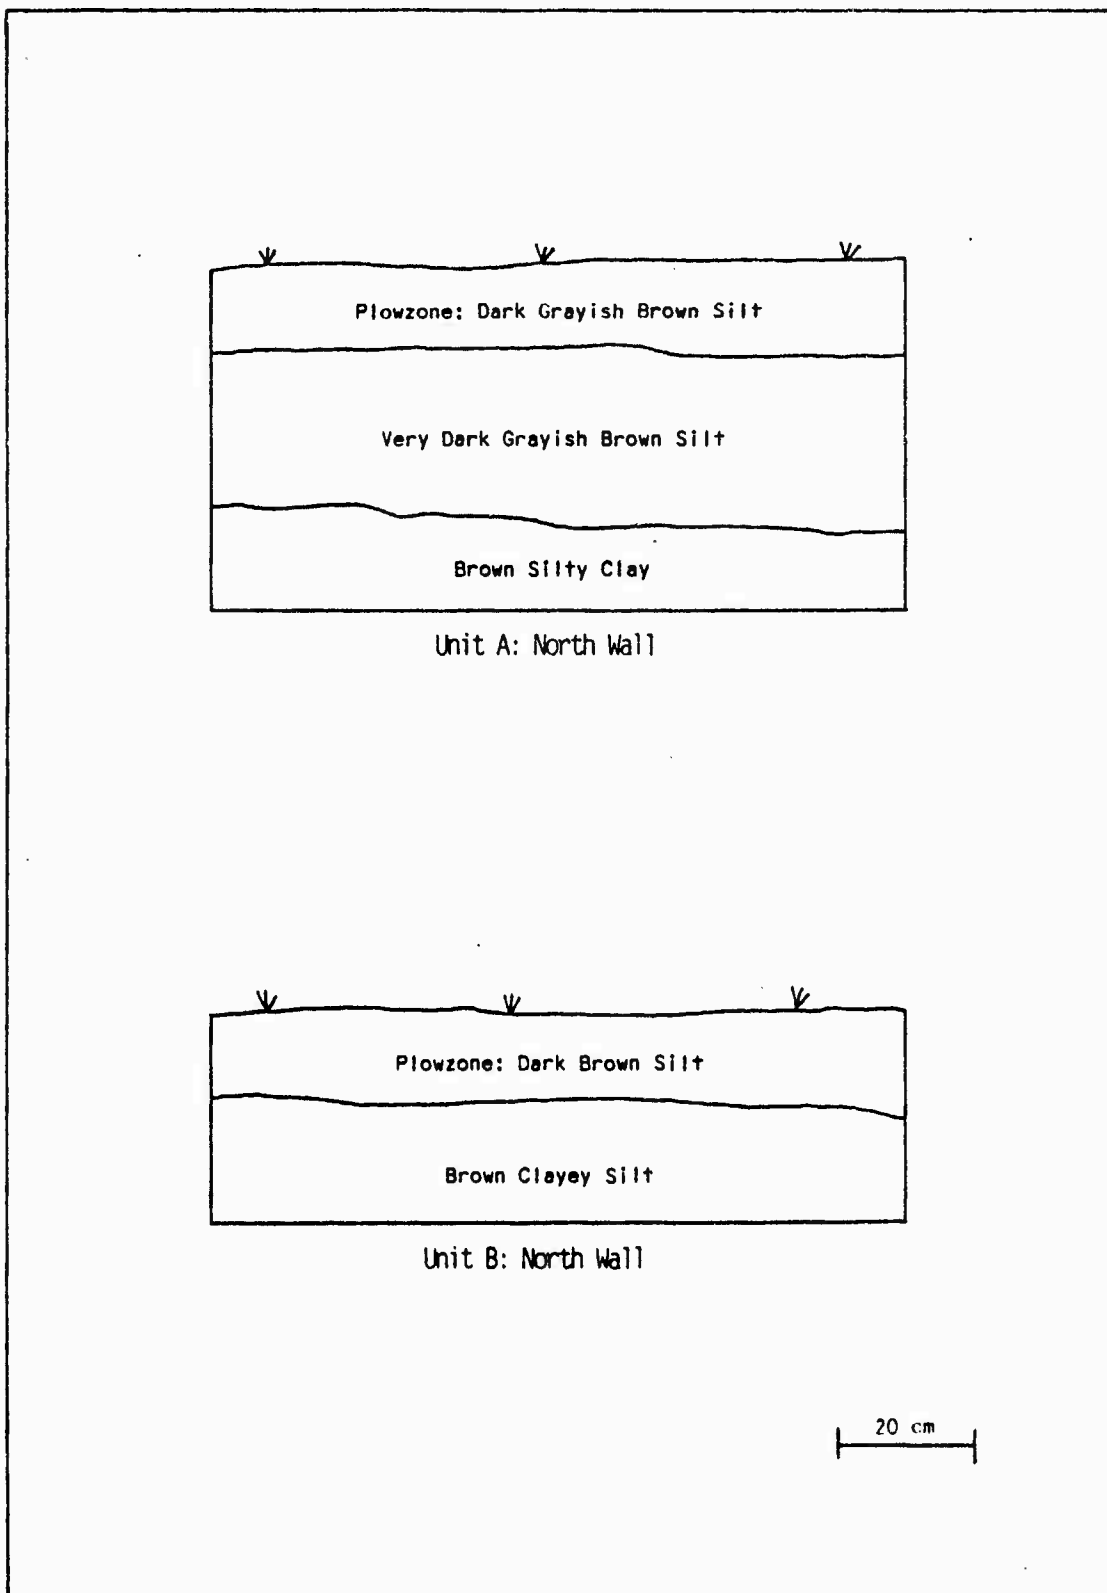 Plowzone: Dark Grayish Brown Silt
Very Dark Grayish Brown Silt
Brown Silty Clay
Unit A: North Wall
Plowzone: Dark Brown Silt
Brown Clayey Silt
Unit B: North Wall
20 cm